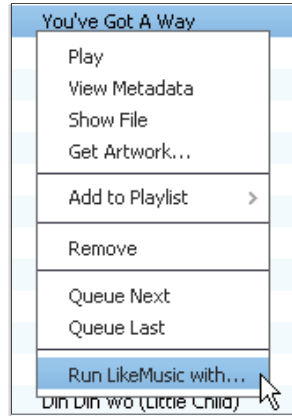 You've Got A Way
Play
View Metadata
Show File
Get Artwork...
Add to Playlist >
Remove
Queue Next
Queue Last
Run LikeMusic with...
Din Din Wo (Little Child)